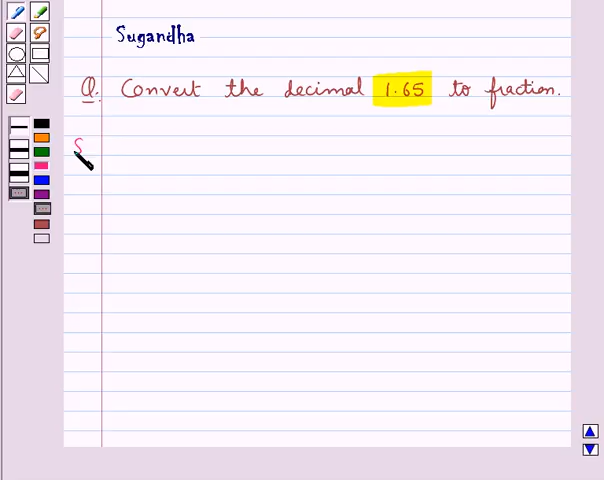 Sugandha
Q. Convert the decimal 1.65 to fraction.
S